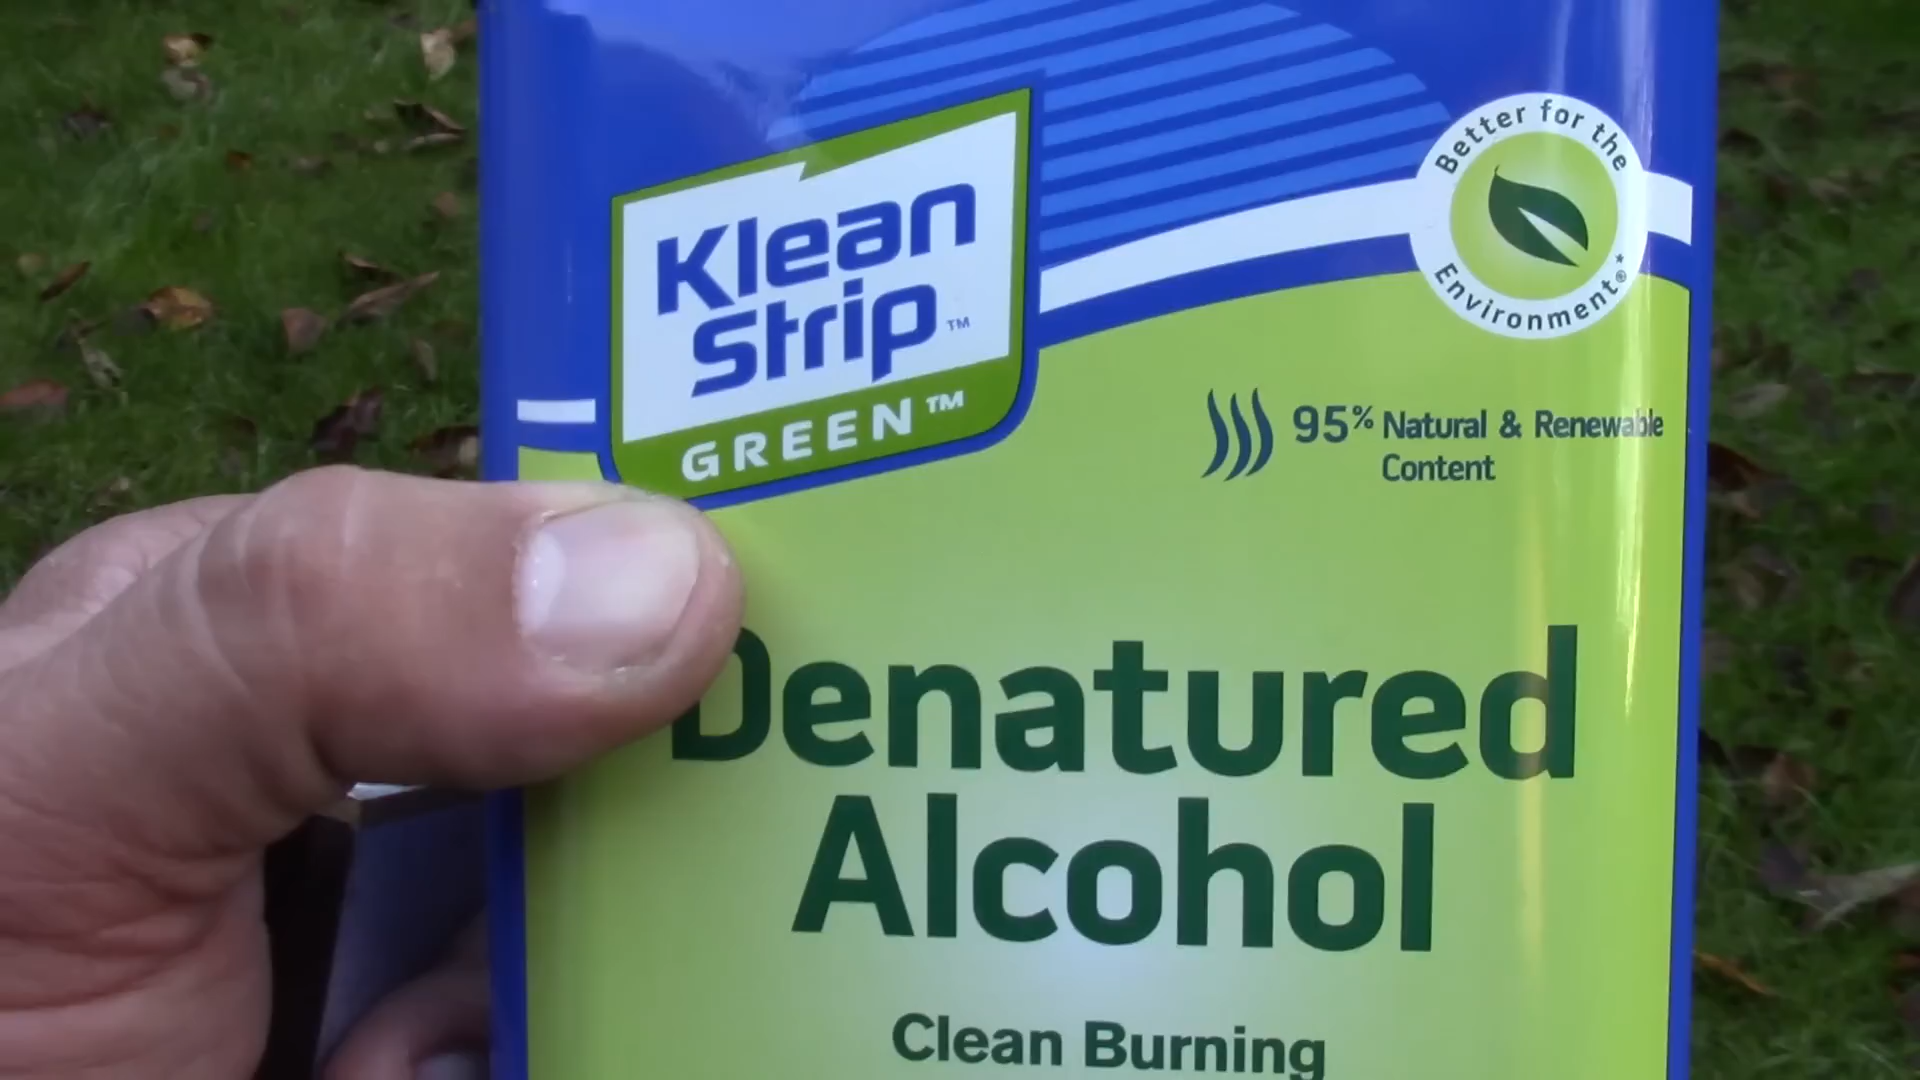 Better for the
Environment®*
Klean
Strip™
GREEN™
95% Natural & Renewable
Content
Denatured
Alcohol
Clean Burning